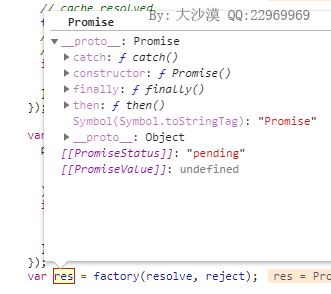 // cache resolved
By: 大沙漠 QQ:22969969
Promise
▼ __proto__: Promise
▶ catch: ƒ catch()
▶ constructor: ƒ Promise()
▶ finally: ƒ finally()
▶ then: ƒ then()
Symbol(Symbol.toStringTag): "Promise"
▶ __proto__: Object
[[PromiseStatus]]: "pending"
[[PromiseValue]]: undefined
});
var
});
var res = factory(resolve, reject); res = Pro